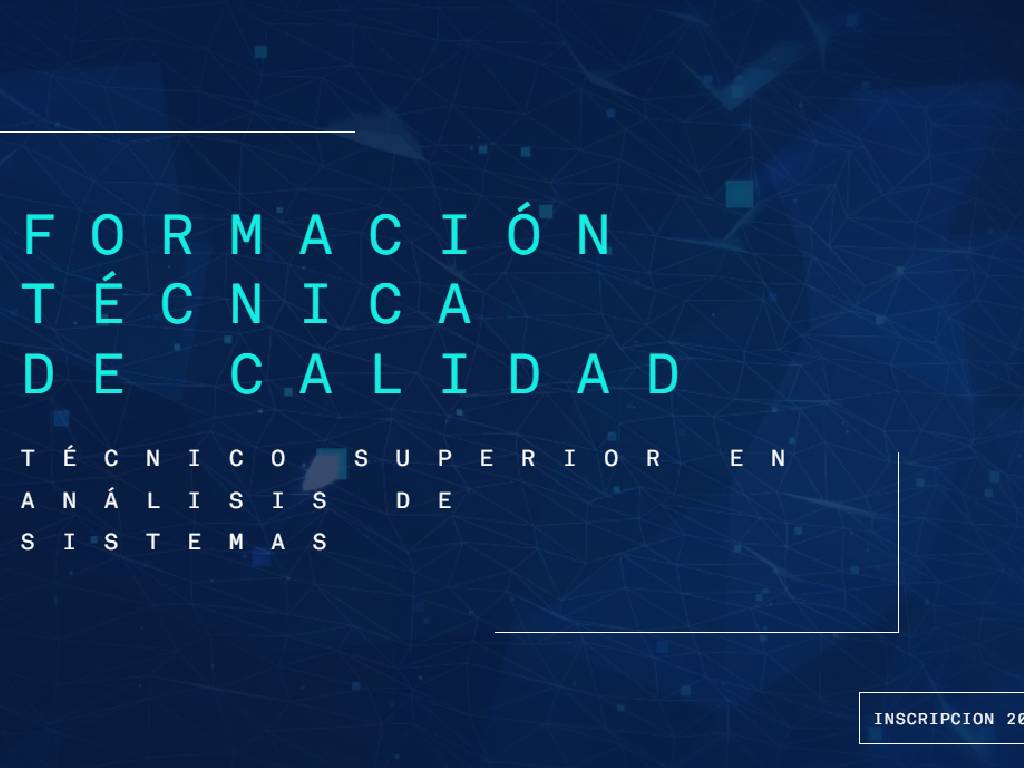 FORMACIÓN
TÉCNICA
DE CALIDAD
TÉCNICO SUPERIOR EN
ANÁLISIS DE
SISTEMAS
INSCRIPCION